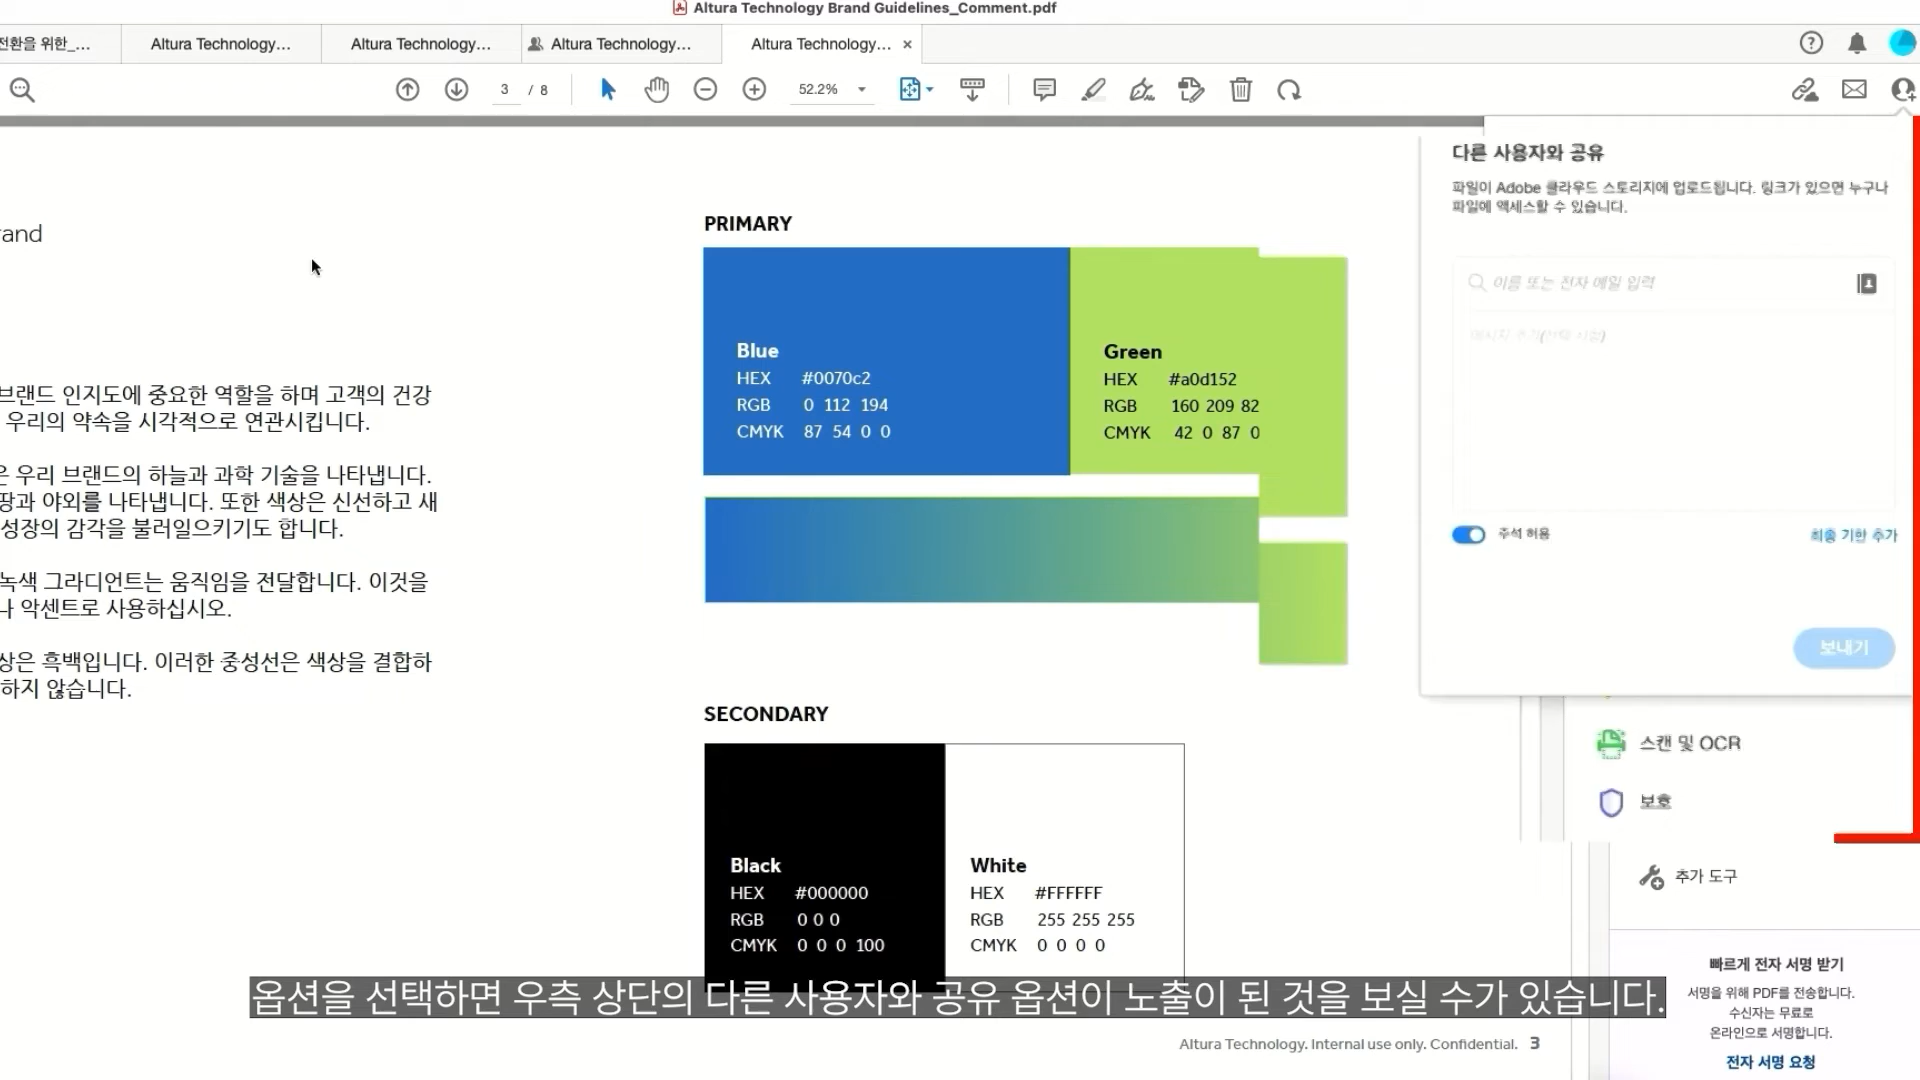 Altura Technology Brand Guidelines_Comment.pdf
전환을 위한_...
Altura Technology...
Altura Technology...
Altura Technology...
Altura Technology... ×
3 / 8
52.2%
다른 사용자와 공유
파일이 Adobe 클라우드 스토리지에 업로드됩니다. 링크가 있으면 누구나
파일에 액세스할 수 있습니다.
이름 또는 전자 메일 입력
메시지 추가(선택 사항)
주석 허용
최종 기한 추가
보내기
rand
브랜드 인지도에 중요한 역할을 하며 고객의 건강
우리의 약속을 시각적으로 연관시킵니다.
은 우리 브랜드의 하늘과 과학 기술을 나타냅니다.
땅과 야외를 나타냅니다. 또한 색상은 신선하고 새
성장의 감각을 불러일으키기도 합니다.
녹색 그라디언트는 움직임을 전달합니다. 이것을
나 악센트로 사용하십시오.
상은 흑백입니다. 이러한 중성선은 색상을 결합하
하지 않습니다.
PRIMARY
Blue
HEX #0070c2
RGB 0 112 194
CMYK 87 54 0 0
Green
HEX #a0d152
RGB 160 209 82
CMYK 42 0 87 0
SECONDARY
Black
HEX #000000
RGB 0 0 0
CMYK 0 0 0 100
White
HEX #FFFFFF
RGB 255 255 255
CMYK 0 0 0 0
스캔 및 OCR
보호
추가 도구
빠르게 전자 서명 받기
서명을 위해 PDF를 전송합니다.
수신자는 무료로
온라인으로 서명합니다.
전자 서명 요청
옵션을 선택하면 우측 상단의 다른 사용자와 공유 옵션이 노출이 된 것을 보실 수가 있습니다.
Altura Technology. Internal use only. Confidential. 3